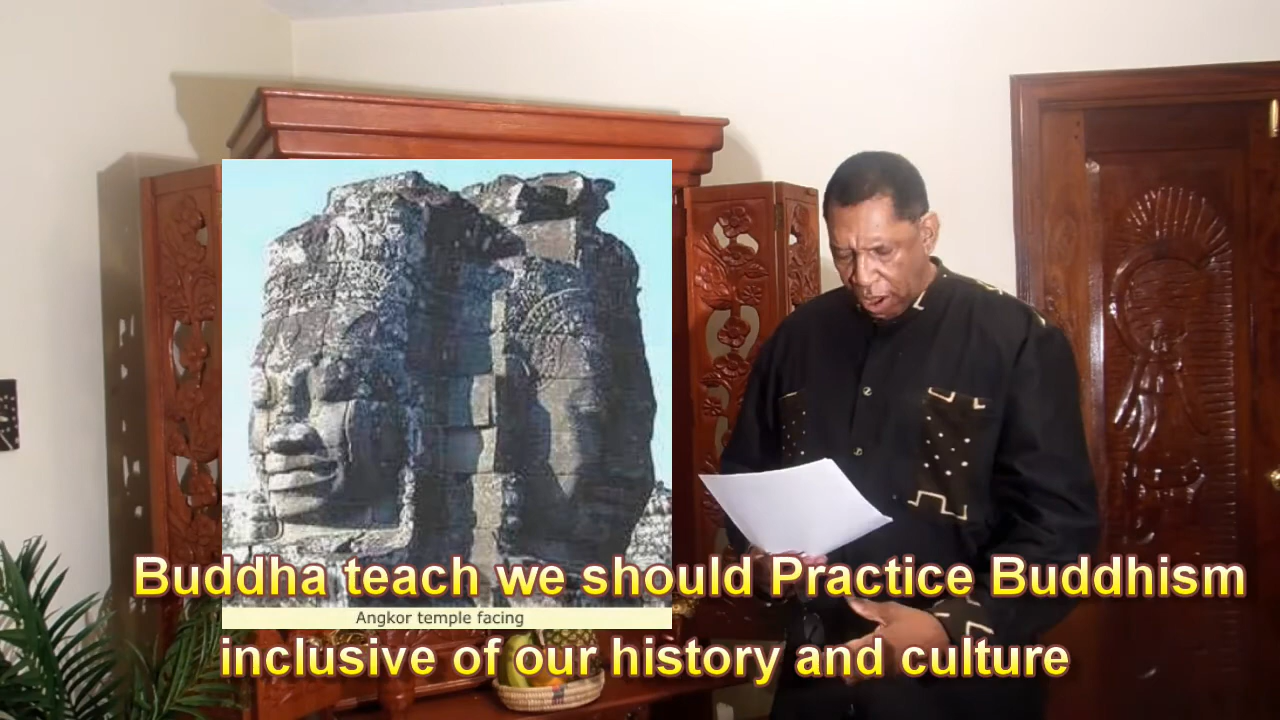 Buddha teach we should Practice Buddhism
Angkor temple facing
inclusive of our history and culture